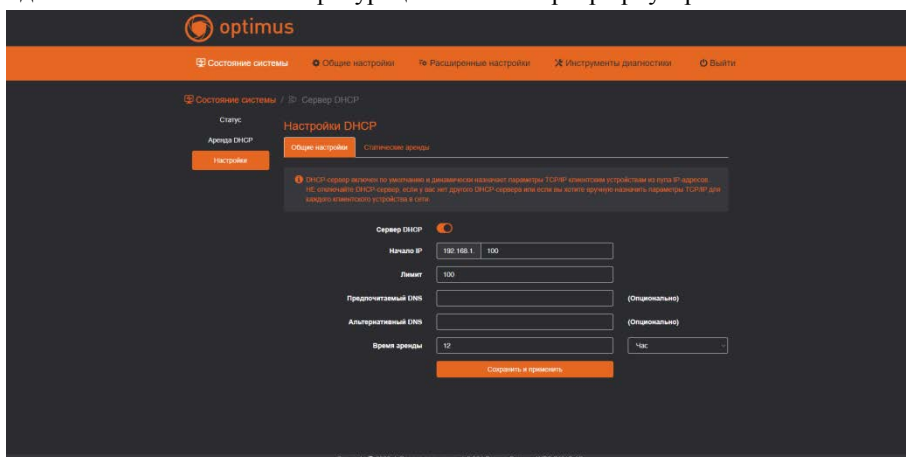 optimus
Состояние системы Общие настройки Расширенные настройки Инструменты диагностики Выйти
Состояние системы / Сервер DHCP
Статус
Аренда DHCP
Настройки
Настройки DHCP
Общие настройки Статические аренды
DHCP-сервер включен по умолчанию и динамически назначает параметры TCP/IP клиентским устройствам из пула IP-адресов.
НЕ отключайте DHCP-сервер, если у вас нет другого DHCP-сервера или если вы хотите вручную назначить параметры TCP/IP для
каждого клиентского устройства в сети.
Сервер DHCP
Начало IP 192.168.1. 100
Лимит 100
Предпочитаемый DNS (Опционально)
Альтернативный DNS (Опционально)
Время аренды 12 Час
Сохранить и применить